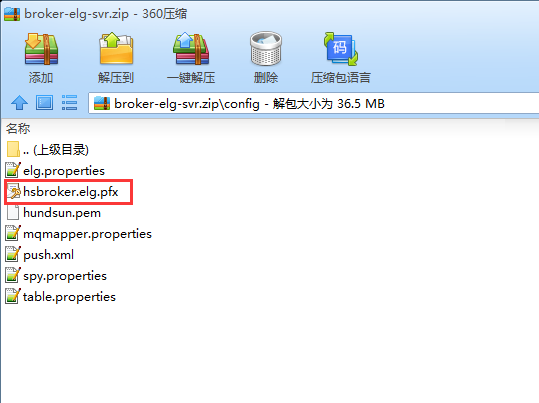 broker-elg-svr.zip - 360压缩
添加 解压到 一键解压 删除 压缩包语言
码
broker-elg-svr.zip\config - 解包大小为 36.5 MB
名称
.. (上级目录)
elg.properties
hsbroker.elg.pfx
hundsun.pem
mqmapper.properties
push.xml
spy.properties
table.properties